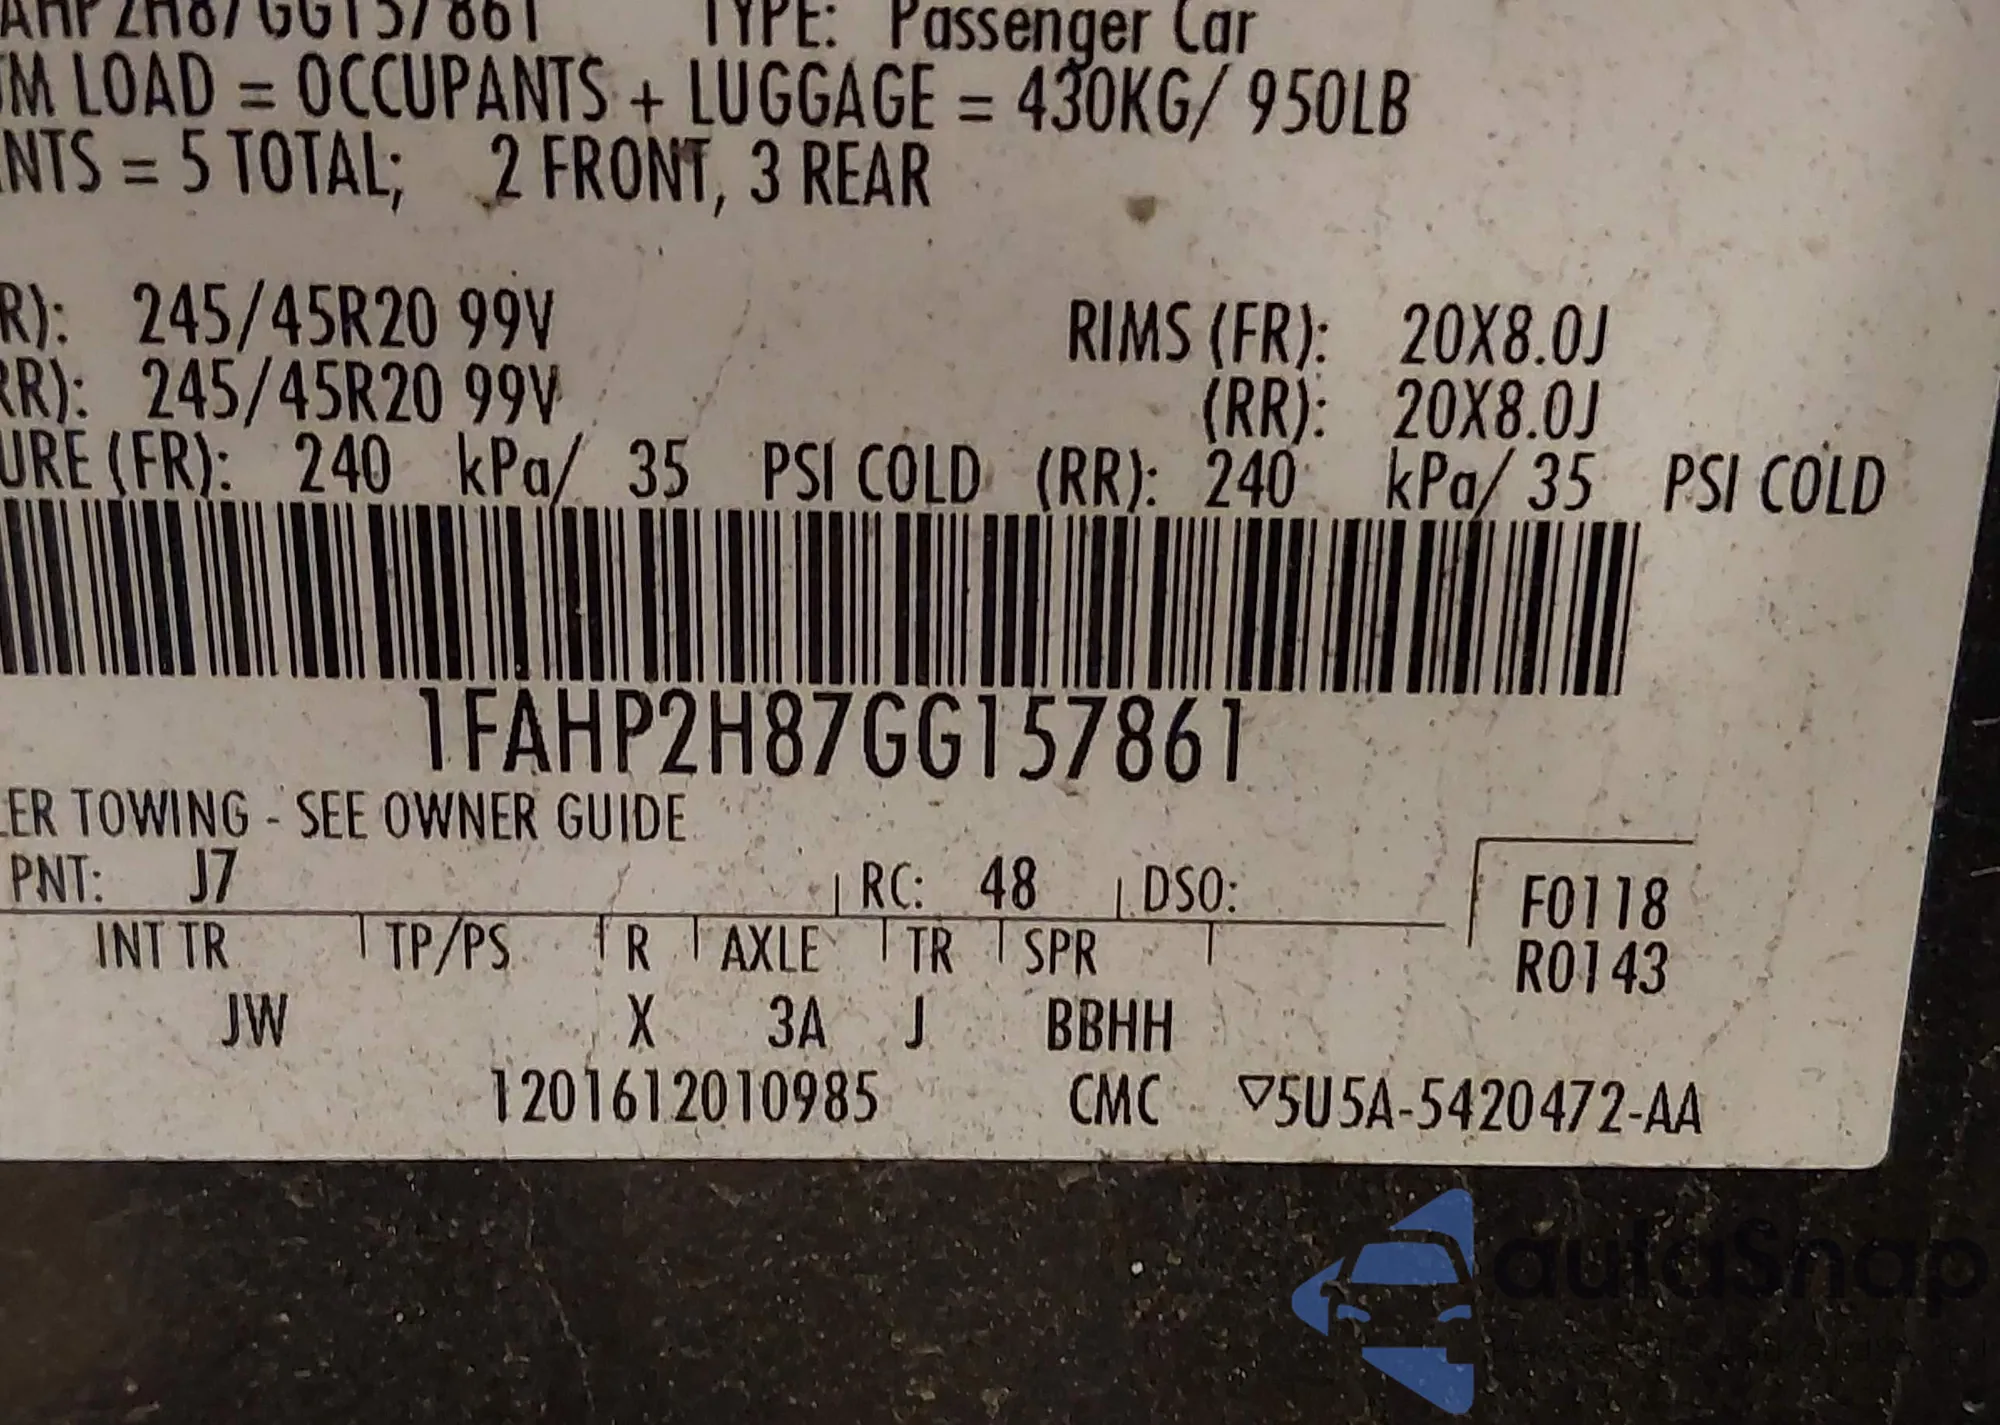 AHP2H87GG157861 TYPE: Passenger Car
M LOAD = OCCUPANTS + LUGGAGE = 430KG/ 950LB
NTS = 5 TOTAL; 2 FRONT, 3 REAR
R): 245/45R20 99V RIMS (FR): 20X8.0J
RR): 245/45R20 99V (RR): 20X8.0J
URE (FR): 240 kPa/ 35 PSI COLD (RR): 240 kPa/ 35 PSI COLD
1FAHP2H87GG157861
ER TOWING - SEE OWNER GUIDE
PNT: J7 RC: 48 DSO: F0118
INT TR TP/PS R AXLE TR SPR R0143
JW X 3A J BBHH
1201612010985 CMC ▽5U5A-5420472-AA
autaSnap